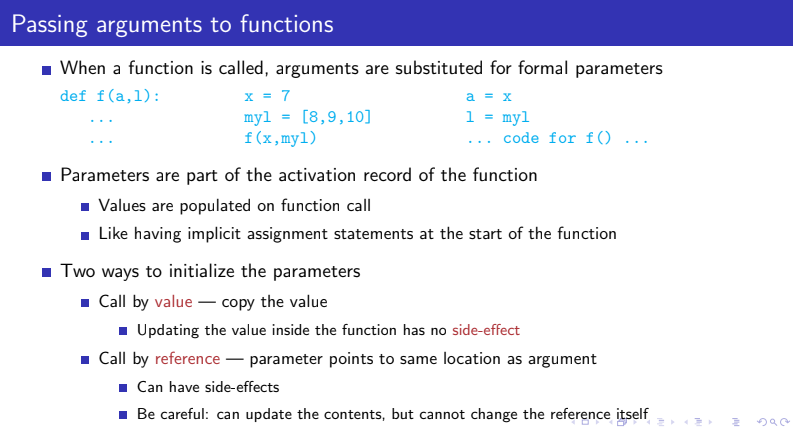 Passing arguments to functions
When a function is called, arguments are substituted for formal parameters
def f(a,l): x = 7 a = x
... myl = [8,9,10] l = myl
... f(x,myl) ... code for f() ...
Parameters are part of the activation record of the function
Values are populated on function call
Like having implicit assignment statements at the start of the function
Two ways to initialize the parameters
Call by value — copy the value
Updating the value inside the function has no side-effect
Call by reference — parameter points to same location as argument
Can have side-effects
Be careful: can update the contents, but cannot change the reference itself